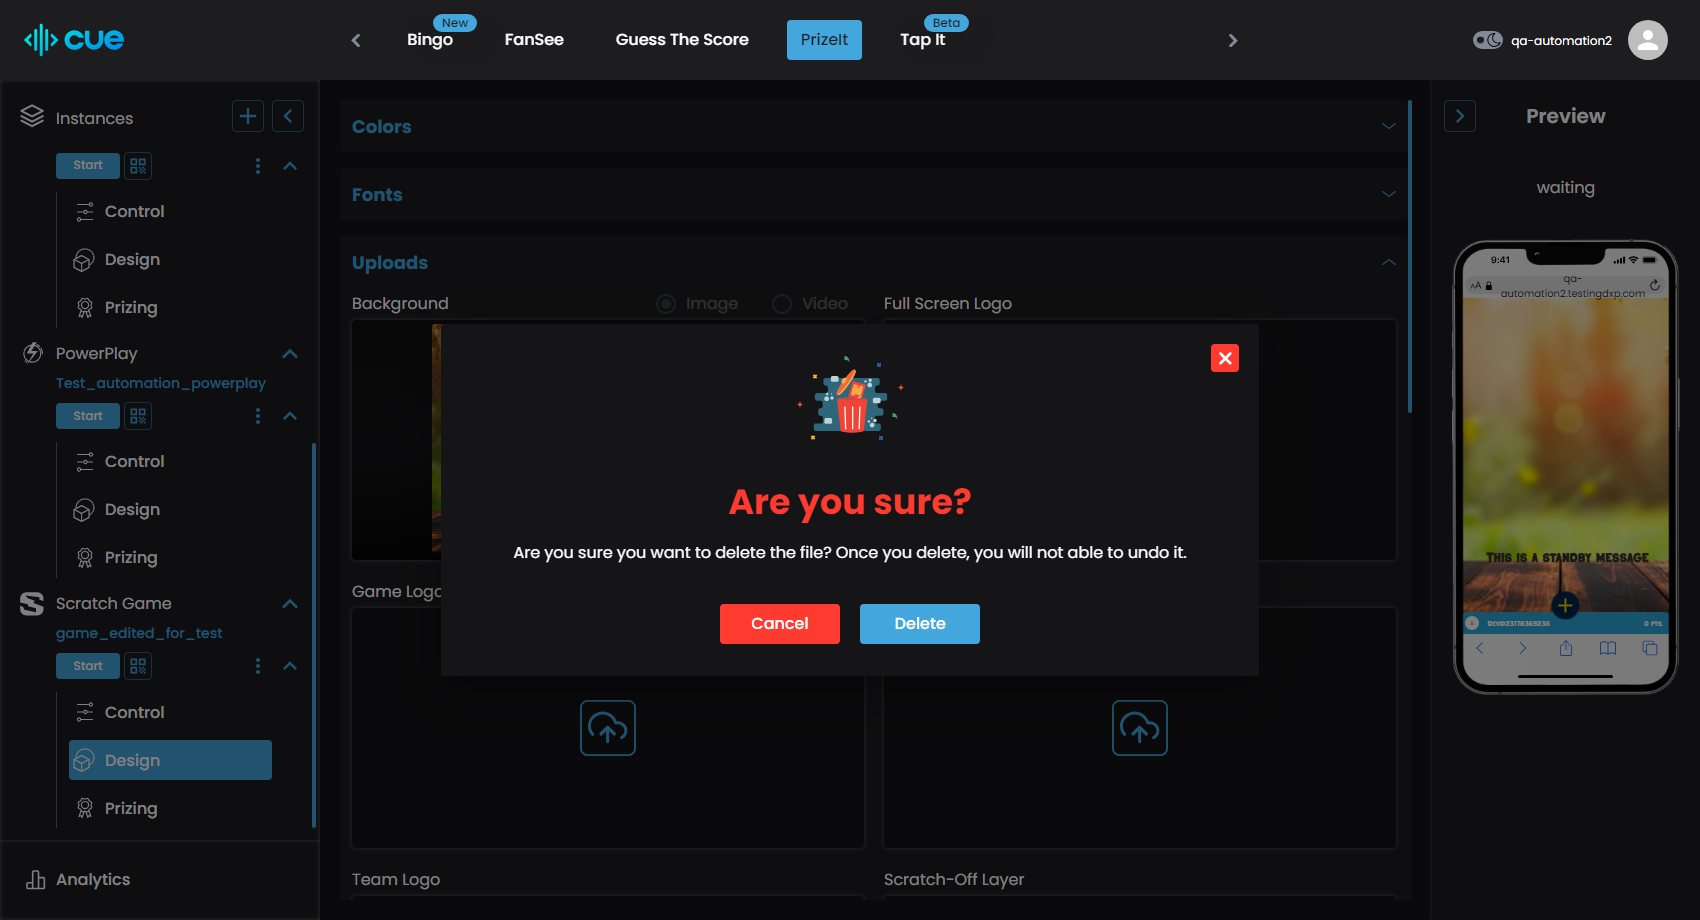 cue
New
Bingo
FanSee
Guess The Score
PrizeIt
Beta
Tap It
qa-automation2
Instances
Start
Control
Design
Prizing
PowerPlay
Test_automation_powerplay
Start
Control
Design
Prizing
Scratch Game
game_edited_for_test
Start
Control
Design
Prizing
Analytics
Colors
Fonts
Uploads
Background
Image
Video
Full Screen Logo
Are you sure?
Are you sure you want to delete the file? Once you delete, you will not able to undo it.
Cancel
Delete
Game Logo
Team Logo
Scratch-Off Layer
Preview
waiting
9:41
AA
qa-
automation2.testingdxp.com
THIS IS A STANDBY MESSAGE
0 PTS.